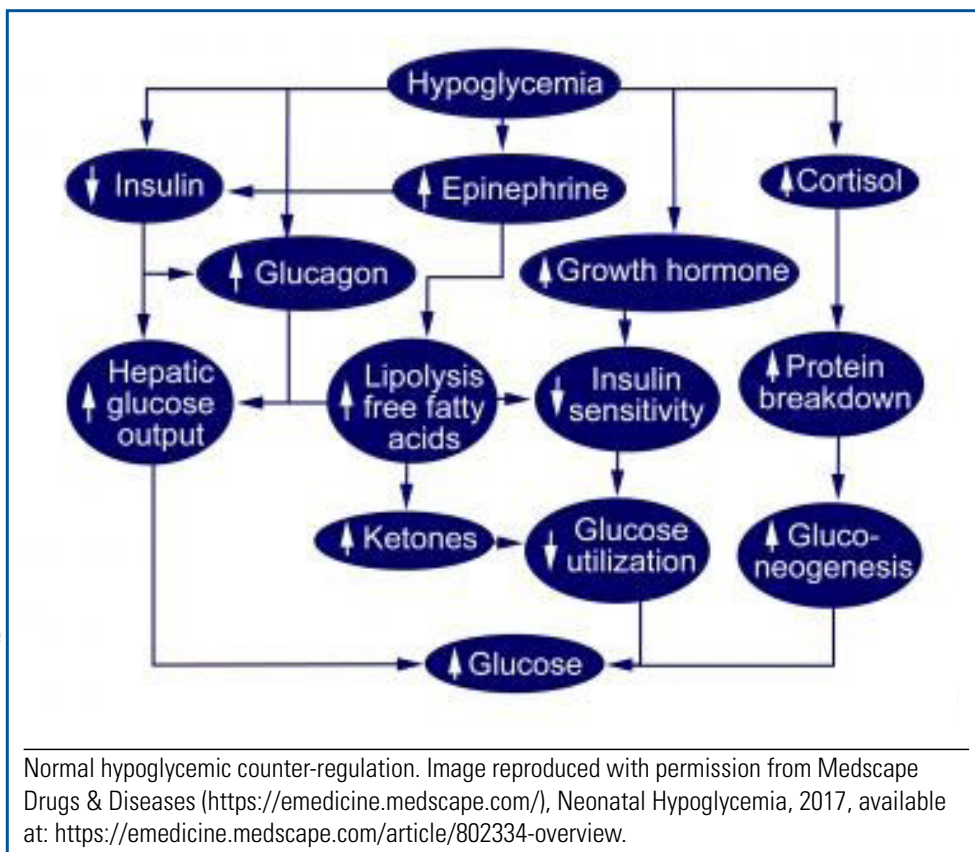 Hypoglycemia
Insulin
Epinephrine
Cortisol
Glucagon
Growth hormone
Hepatic
glucose
output
Lipolysis
free fatty
acids
Insulin
sensitivity
Protein
breakdown
Ketones
Glucose
utilization
Gluco-
neogenesis
Glucose
Normal hypoglycemic counter-regulation. Image reproduced with permission from Medscape
Drugs & Diseases (https://emedicine.medscape.com/), Neonatal Hypoglycemia, 2017, available
at: https://emedicine.medscape.com/article/802334-overview.